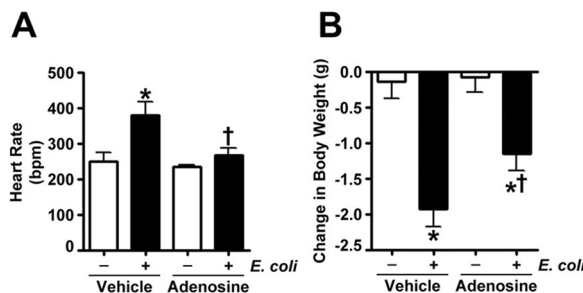 A
Heart Rate
(bpm)
500
400
300
200
100
0
*
†
– + – + E. coli
Vehicle Adenosine
B
Change in Body Weight (g)
0.0
-0.5
-1.0
-1.5
-2.0
-2.5
*
*†
– + – + E. coli
Vehicle Adenosine